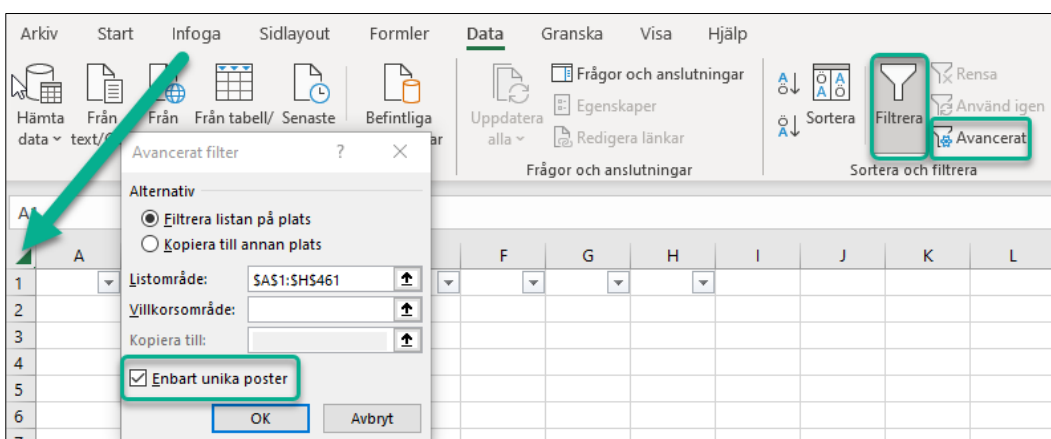 Arkiv Start Infoga Sidlayout Formler Data Granska Visa Hjälp
Hämta data
Från
Från
Från tabell/
Senaste
Befintliga
Uppdatera alla
Frågor och anslutningar
Egenskaper
Redigera länkar
Frågor och anslutningar
Sortera
Filtrera
Rensa
Använd igen
Avancerat
Sortera och filtrera
Avancerat filter ? ×
Alternativ
Filtrera listan på plats
Kopiera till annan plats
Listområde: $A$1:$H$461
Villkorsområde:
Kopiera till:
Enbart unika poster
OK Avbryt
A F G H I J K L
1
2
3
4
5
6